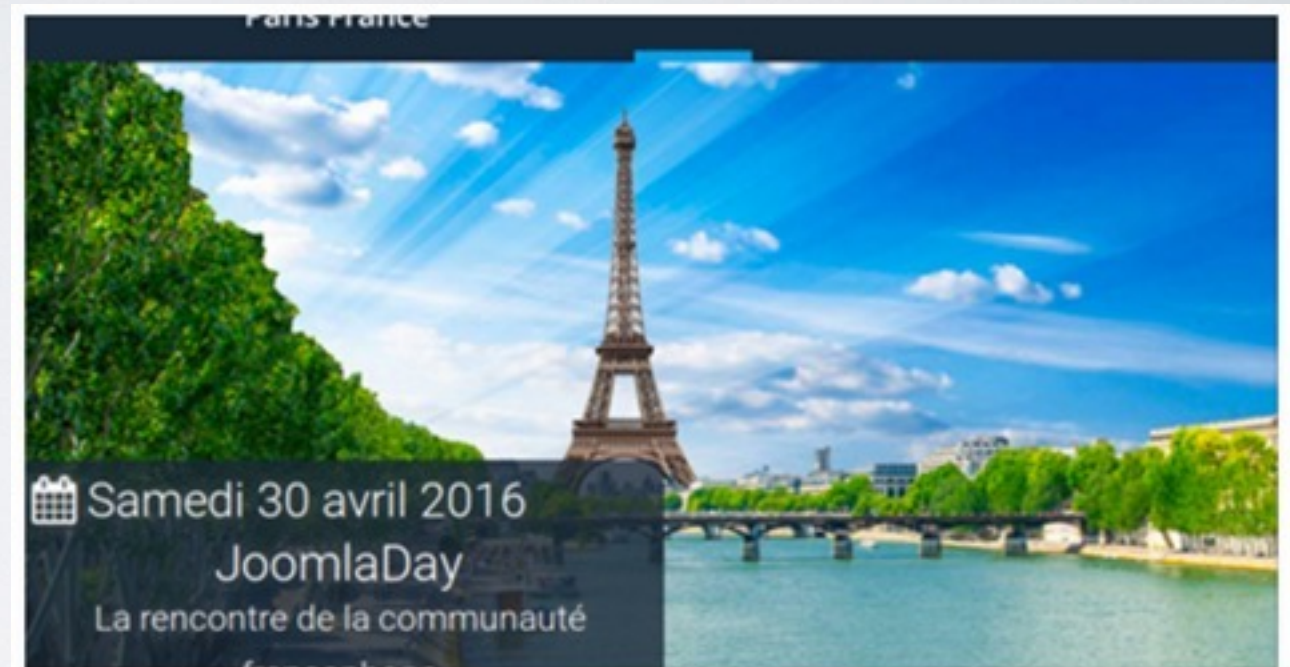 Paris France
Samedi 30 avril 2016
JoomlaDay
La rencontre de la communauté